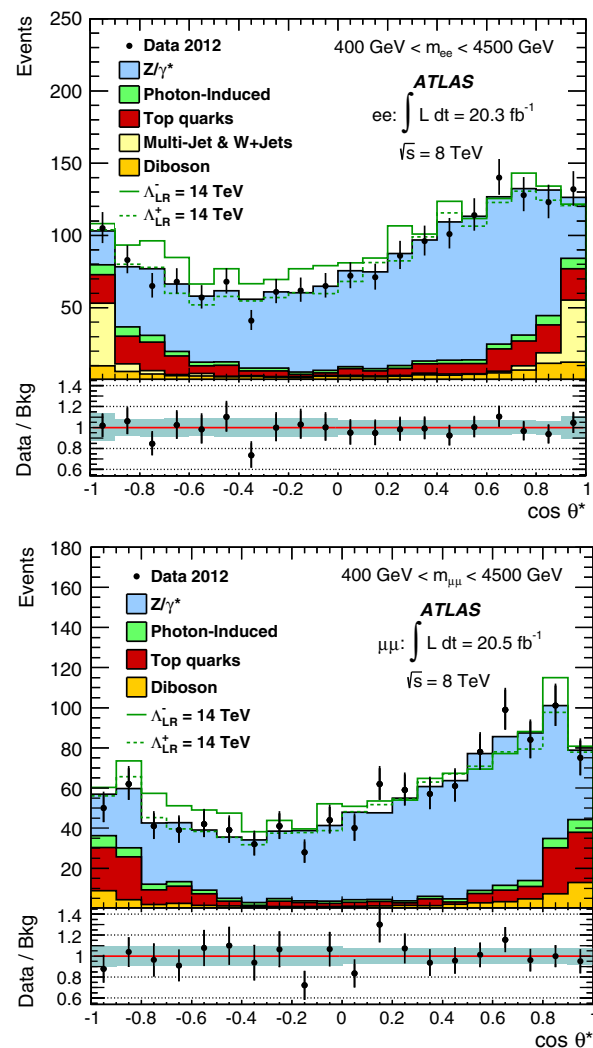 Events
250
200
150
100
50
Data 2012
Z/γ*
Photon-Induced
Top quarks
Multi-Jet & W+Jets
Diboson
Λ⁻LR = 14 TeV
Λ⁺LR = 14 TeV
400 GeV < mee < 4500 GeV
ATLAS
ee: ∫ L dt = 20.3 fb⁻¹
√s = 8 TeV
Data / Bkg
1.4
1.2
1
0.8
0.6
-1 -0.8 -0.6 -0.4 -0.2 0 0.2 0.4 0.6 0.8 1
cos θ*
Events
180
160
140
120
100
80
60
40
20
Data 2012
Z/γ*
Photon-Induced
Top quarks
Diboson
Λ⁻LR = 14 TeV
Λ⁺LR = 14 TeV
400 GeV < mμμ < 4500 GeV
ATLAS
μμ: ∫ L dt = 20.5 fb⁻¹
√s = 8 TeV
Data / Bkg
1.4
1.2
1
0.8
0.6
-1 -0.8 -0.6 -0.4 -0.2 0 0.2 0.4 0.6 0.8 1
cos θ*